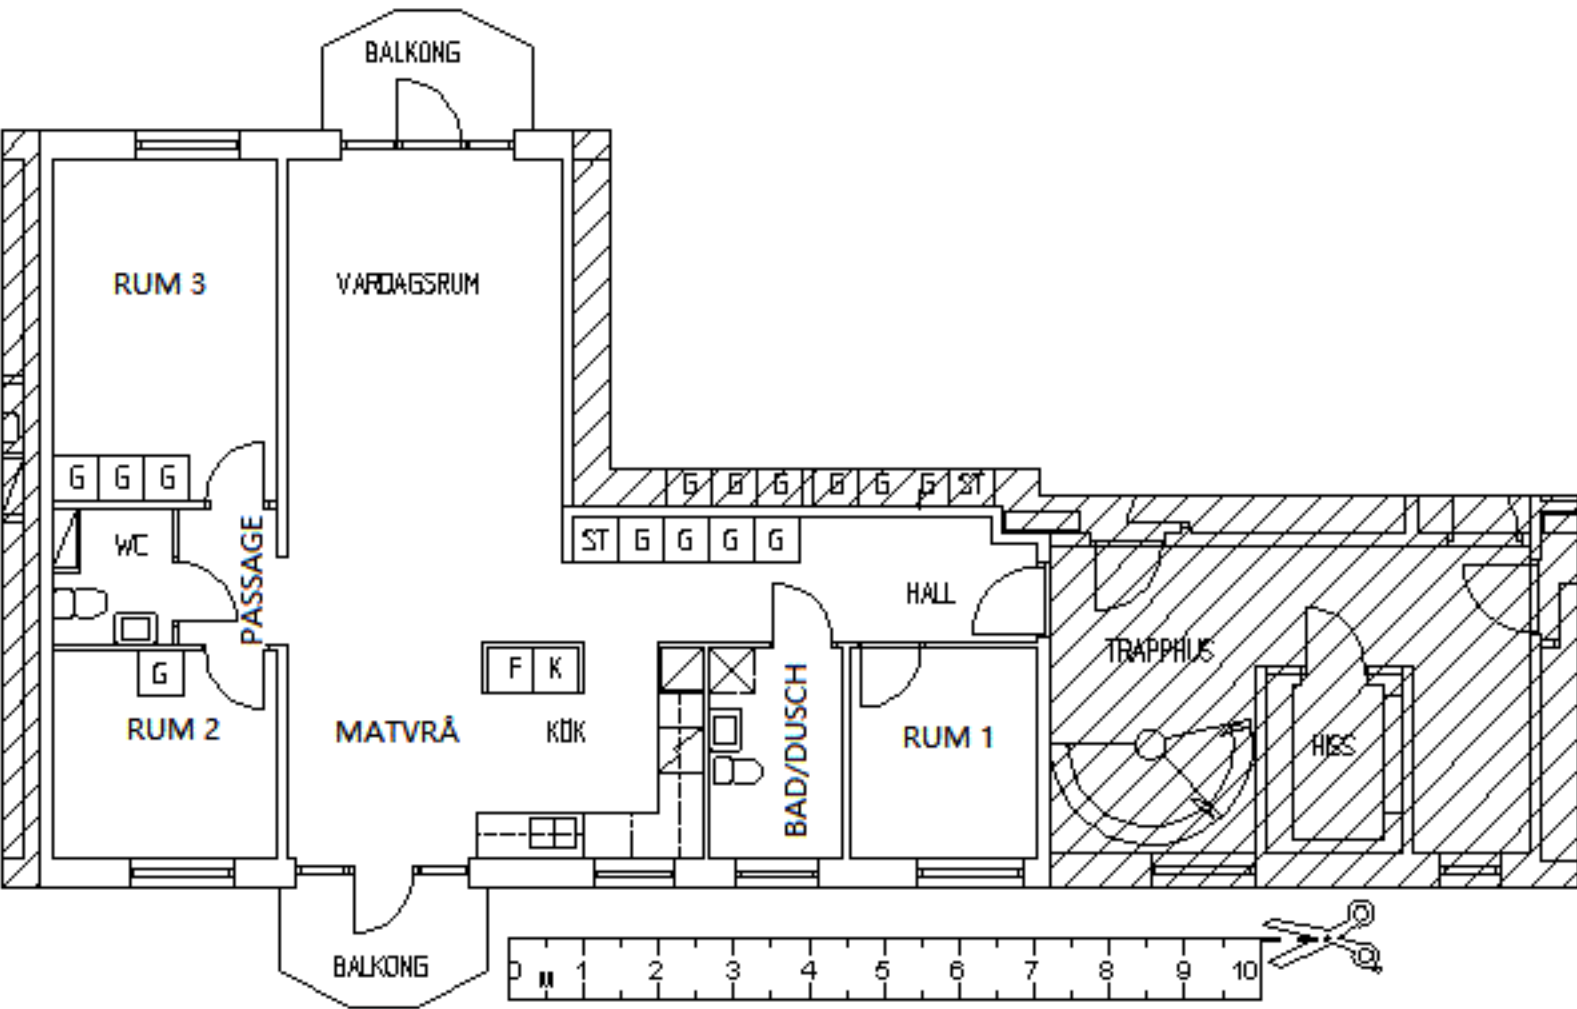 BALKONG
RUM 3
VARDAGSRUM
G G G
G G G G G G ST
WC
PASSAGE
ST G G G G
HALL
TRAPPHUS
G
F K
RUM 2
MATVRÅ
KÖK
BAD/DUSCH
RUM 1
HISS
BALKONG
0 M 1 2 3 4 5 6 7 8 9 10